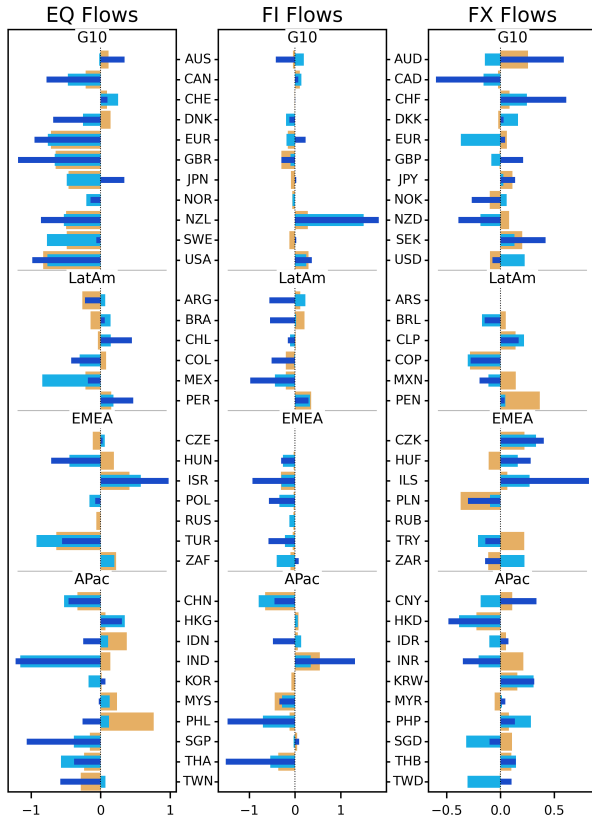 EQ Flows FI Flows FX Flows
G10 G10 G10
AUS AUD
CAN CAD
CHE CHF
DNK DKK
EUR EUR
GBR GBP
JPN JPY
NOR NOK
NZL NZD
SWE SEK
USA USD
LatAm LatAm LatAm
ARG ARS
BRA BRL
CHL CLP
COL COP
MEX MXN
PER PEN
EMEA EMEA EMEA
CZE CZK
HUN HUF
ISR ILS
POL PLN
RUS RUB
TUR TRY
ZAF ZAR
APac APac APac
CHN CNY
HKG HKD
IDN IDR
IND INR
KOR KRW
MYS MYR
PHL PHP
SGP SGD
THA THB
TWN TWD
−1 0 1 −1 0 1 −0.5 0.0 0.5